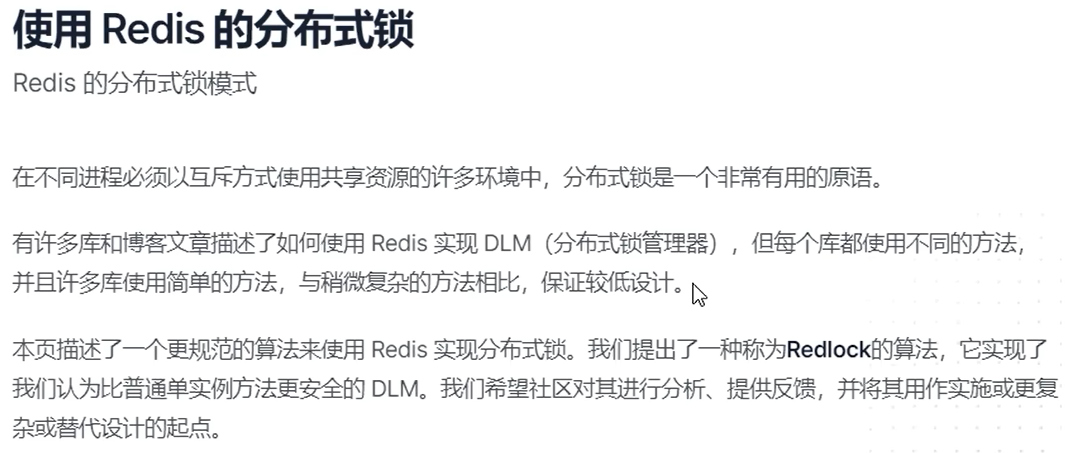 使用 Redis 的分布式锁
Redis 的分布式锁模式
在不同进程必须以互斥方式使用共享资源的许多环境中，分布式锁是一个非常有用的原语。
有许多库和博客文章描述了如何使用 Redis 实现 DLM（分布式锁管理器），但每个库都使用不同的方法，
并且许多库使用简单的方法，与稍微复杂的方法相比，保证较低设计。
本页描述了一个更规范的算法来使用 Redis 实现分布式锁。我们提出了一种称为Redlock的算法，它实现了
我们认为比普通单实例方法更安全的 DLM。我们希望社区对其进行分析、提供反馈，并将其用作实施或更复
杂或替代设计的起点。